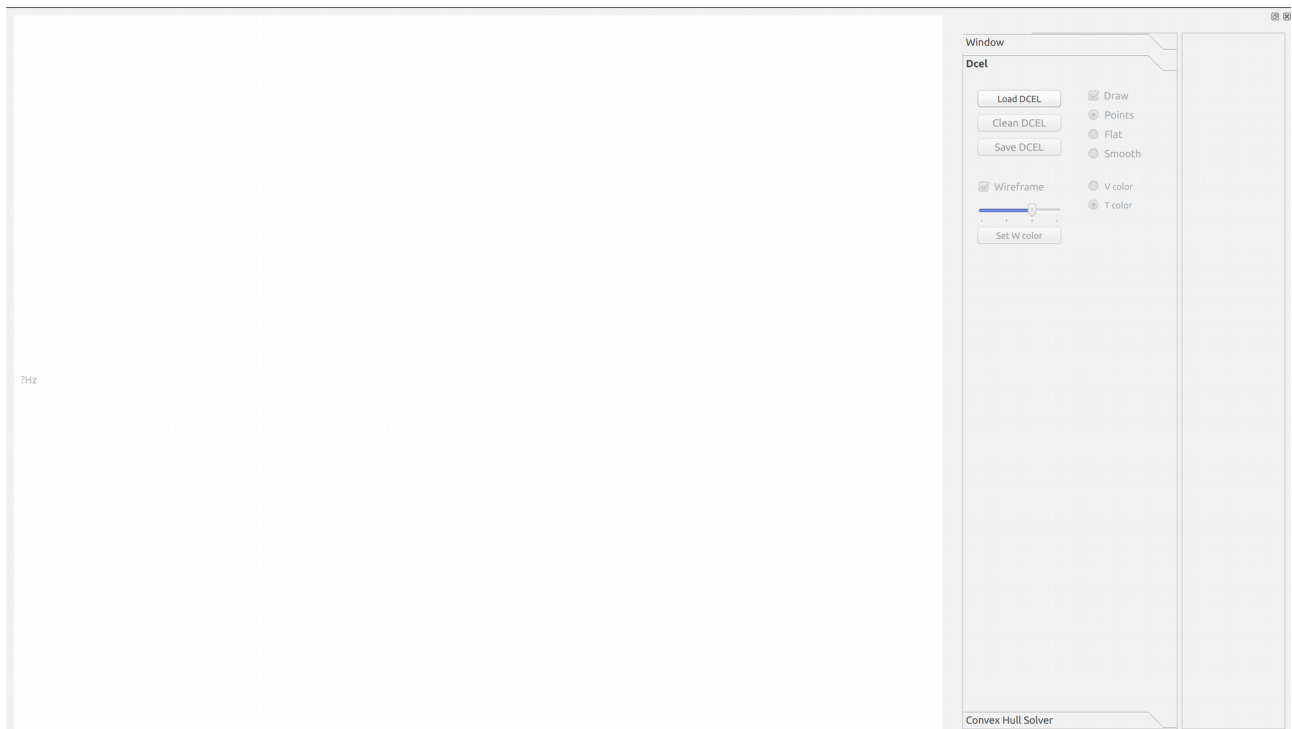 Window
Dcel
Load DCEL
Clean DCEL
Save DCEL
Draw
Points
Flat
Smooth
Wireframe
V color
T color
Set W color
?Hz
Convex Hull Solver